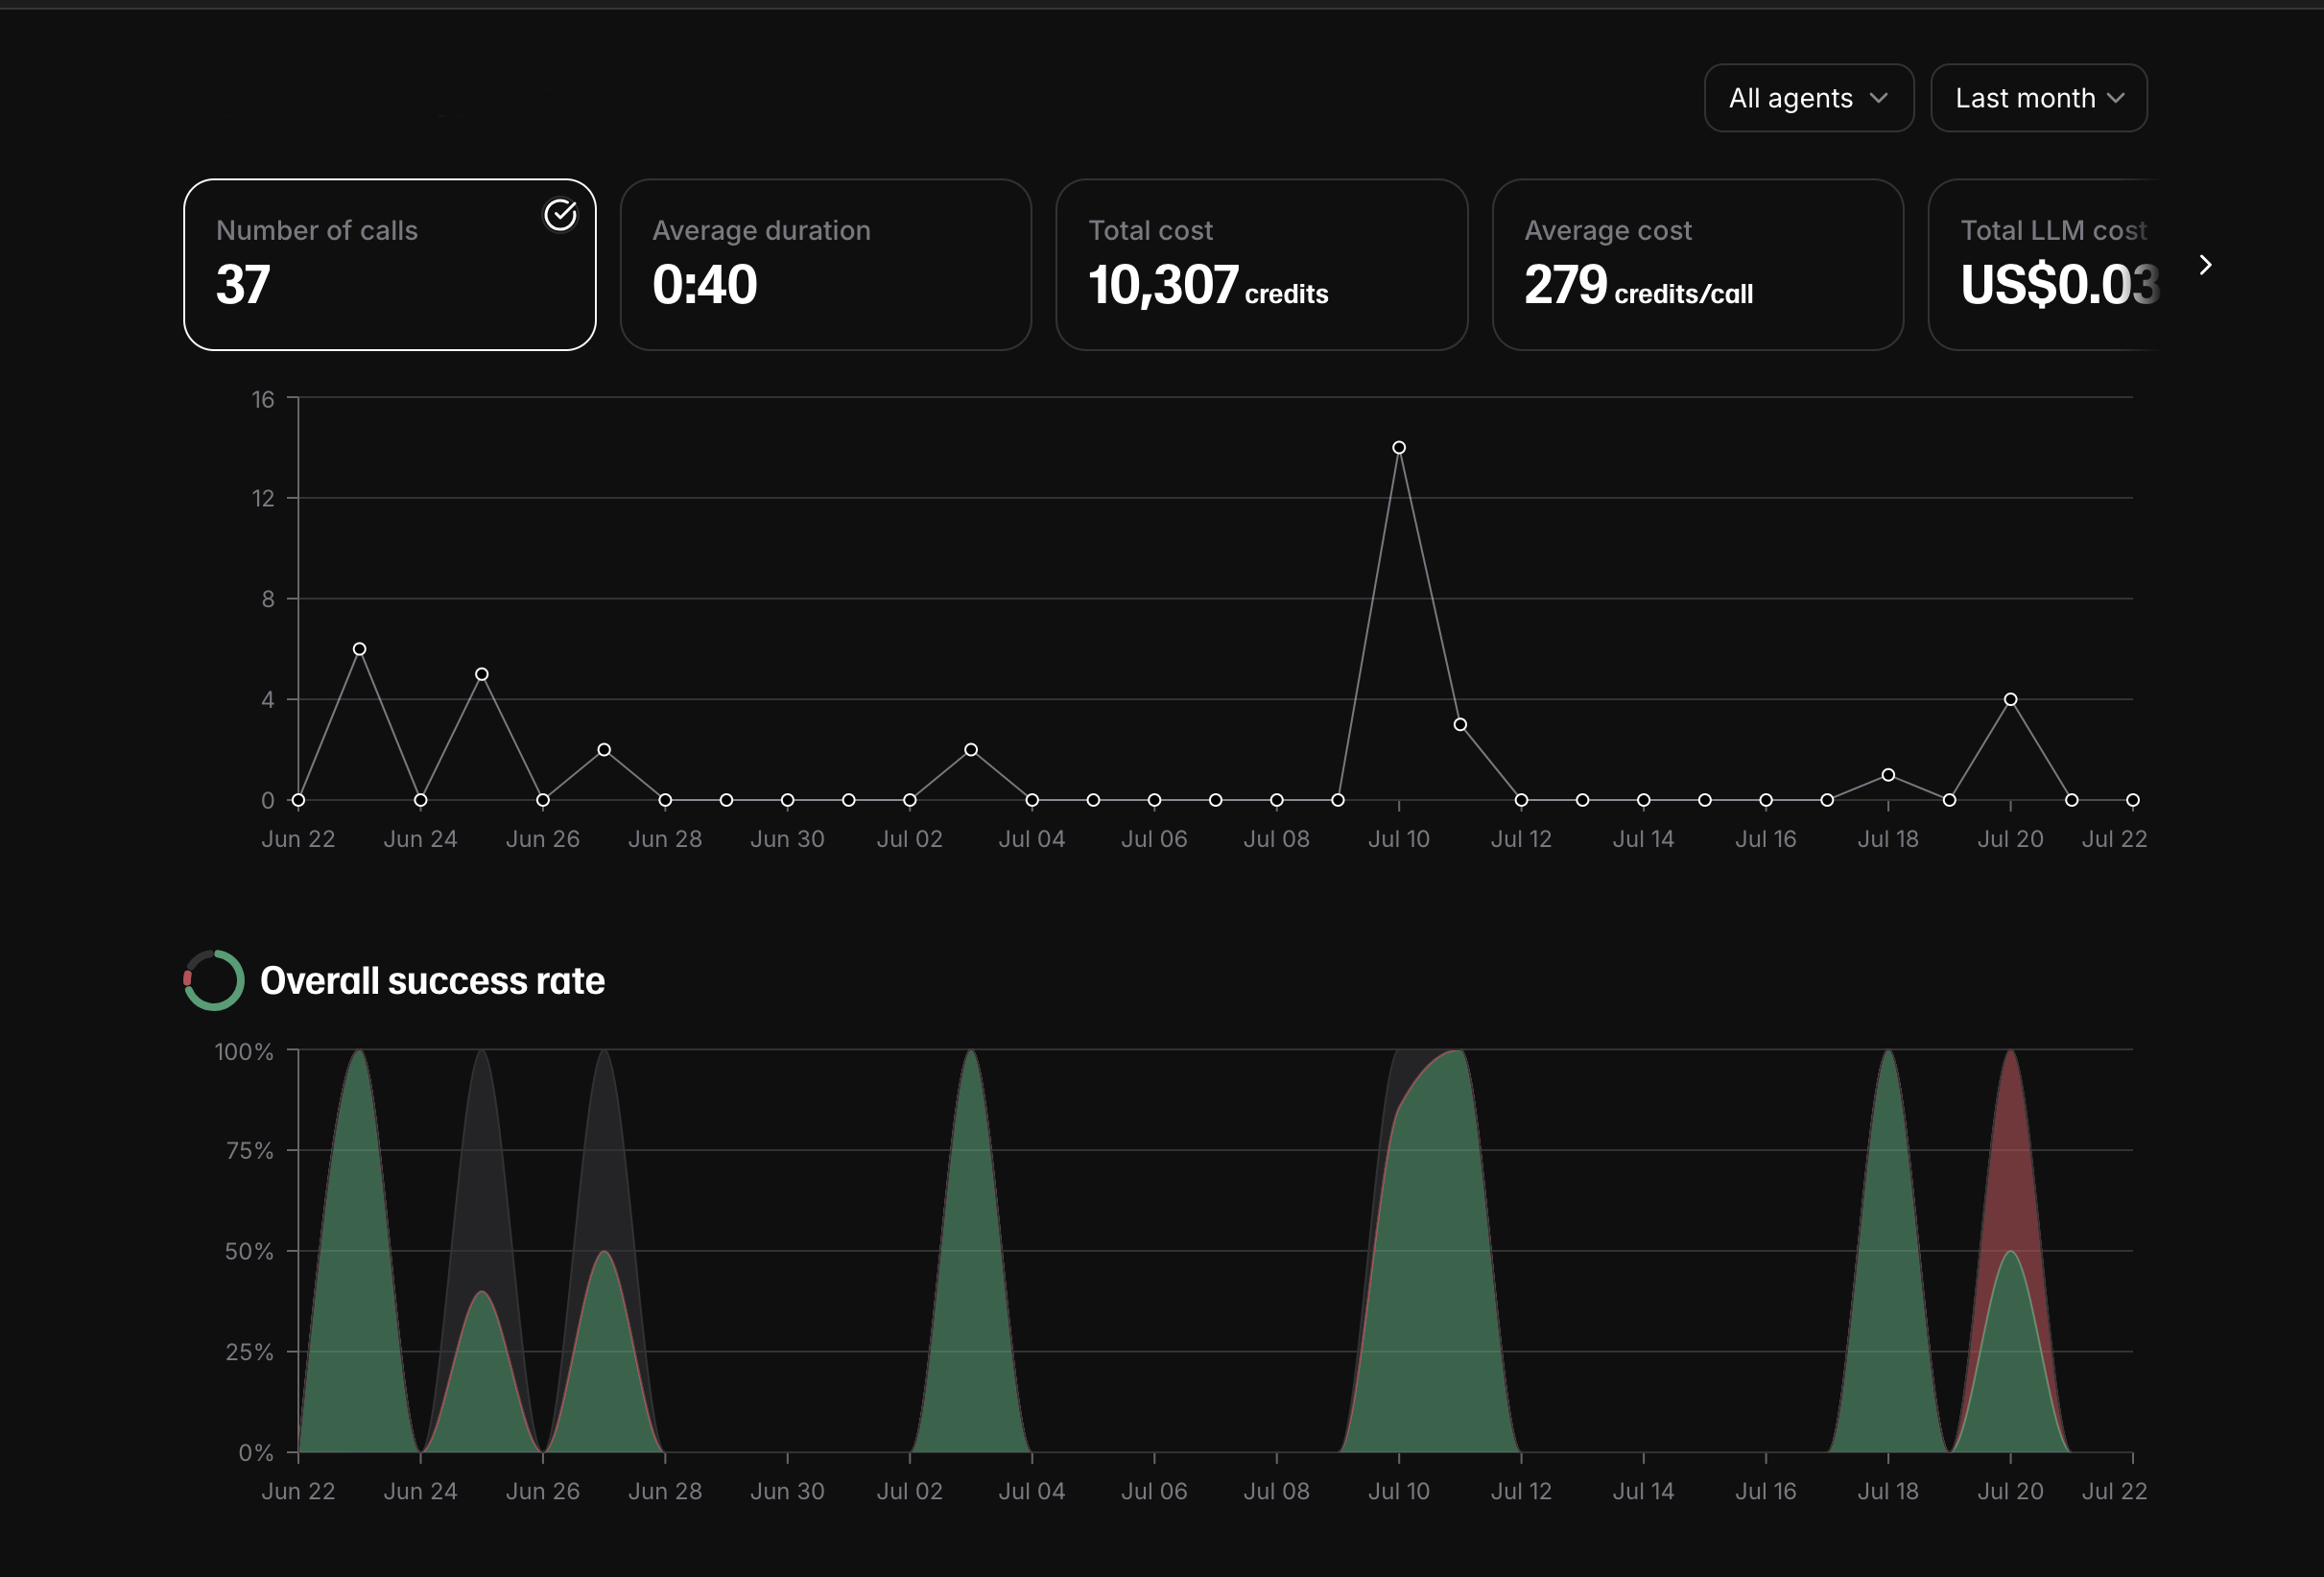 All agents
Last month
Number of calls
37
Average duration
0:40
Total cost
10,307 credits
Average cost
279 credits/call
Total LLM cost
US$0.03
16
12
8
4
0
Jun 22 Jun 24 Jun 26 Jun 28 Jun 30 Jul 02 Jul 04 Jul 06 Jul 08 Jul 10 Jul 12 Jul 14 Jul 16 Jul 18 Jul 20 Jul 22
Overall success rate
100%
75%
50%
25%
0%
Jun 22 Jun 24 Jun 26 Jun 28 Jun 30 Jul 02 Jul 04 Jul 06 Jul 08 Jul 10 Jul 12 Jul 14 Jul 16 Jul 18 Jul 20 Jul 22